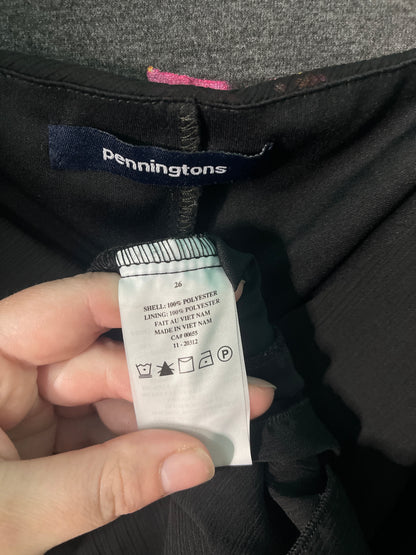 penningtons
26
SHELL: 100% POLYESTER
LINING: 100% POLYESTER
FAIT AU VIET NAM
MADE IN VIET NAM
CA# 00655
11 - 20312
P